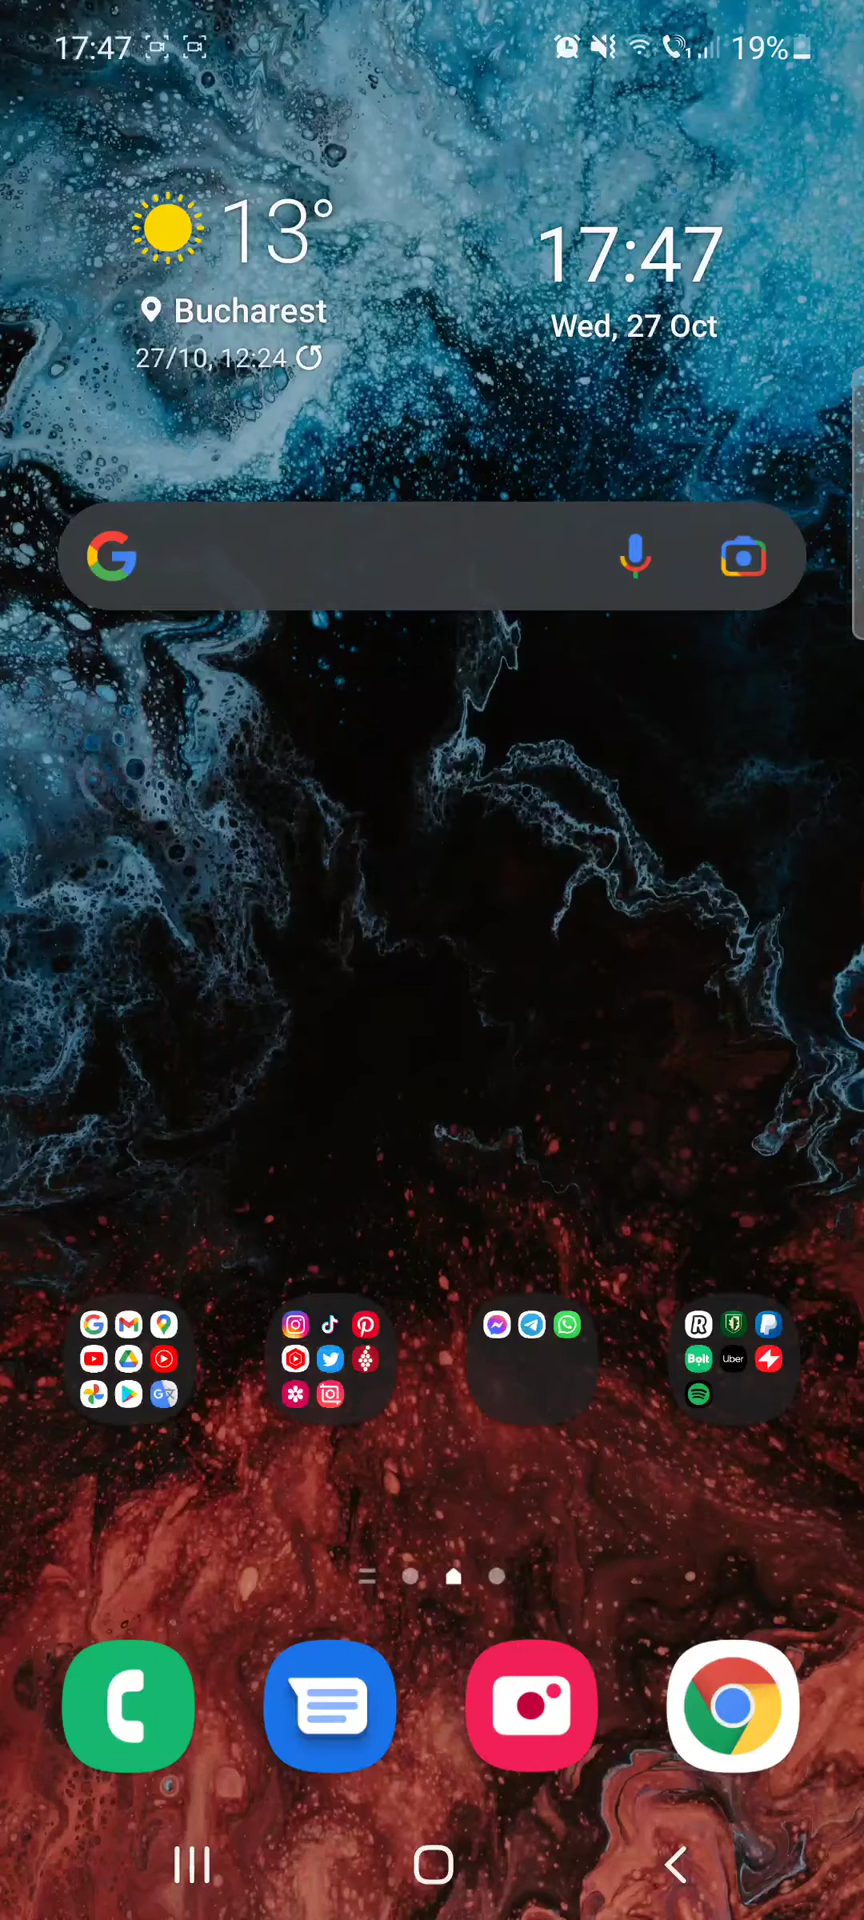 17:47
19%
13°
Bucharest
27/10, 12:24
17:47
Wed, 27 Oct
Bolt
Uber